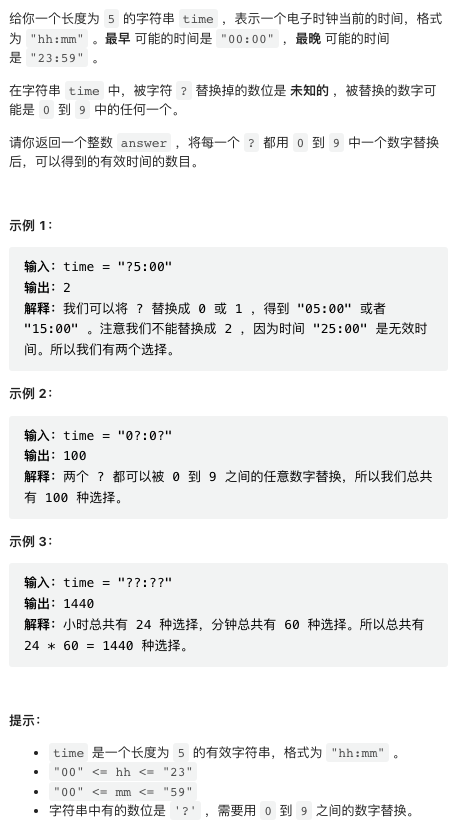 给你一个长度为 5 的字符串 time ，表示一个电子时钟当前的时间，格式
为 "hh:mm" 。最早 可能的时间是 "00:00" ，最晚 可能的时间
是 "23:59" 。
在字符串 time 中，被字符 ? 替换掉的数位是 未知的 ，被替换的数字可
能是 0 到 9 中的任何一个。
请你返回一个整数 answer ，将每一个 ? 都用 0 到 9 中一个数字替换
后，可以得到的有效时间的数目。
示例 1：
输入：time = "?5:00"
输出：2
解释：我们可以将 ? 替换成 0 或 1 ，得到 "05:00" 或者
"15:00" 。注意我们不能替换成 2 ，因为时间 "25:00" 是无效时
间。所以我们有两个选择。
示例 2：
输入：time = "0?:0?"
输出：100
解释：两个 ? 都可以被 0 到 9 之间的任意数字替换，所以我们总共
有 100 种选择。
示例 3：
输入：time = "??:??"
输出：1440
解释：小时总共有 24 种选择，分钟总共有 60 种选择。所以总共有
24 * 60 = 1440 种选择。
提示：
• time 是一个长度为 5 的有效字符串，格式为 "hh:mm" 。
• "00" <= hh <= "23"
• "00" <= mm <= "59"
• 字符串中有的数位是 '?' ，需要用 0 到 9 之间的数字替换。